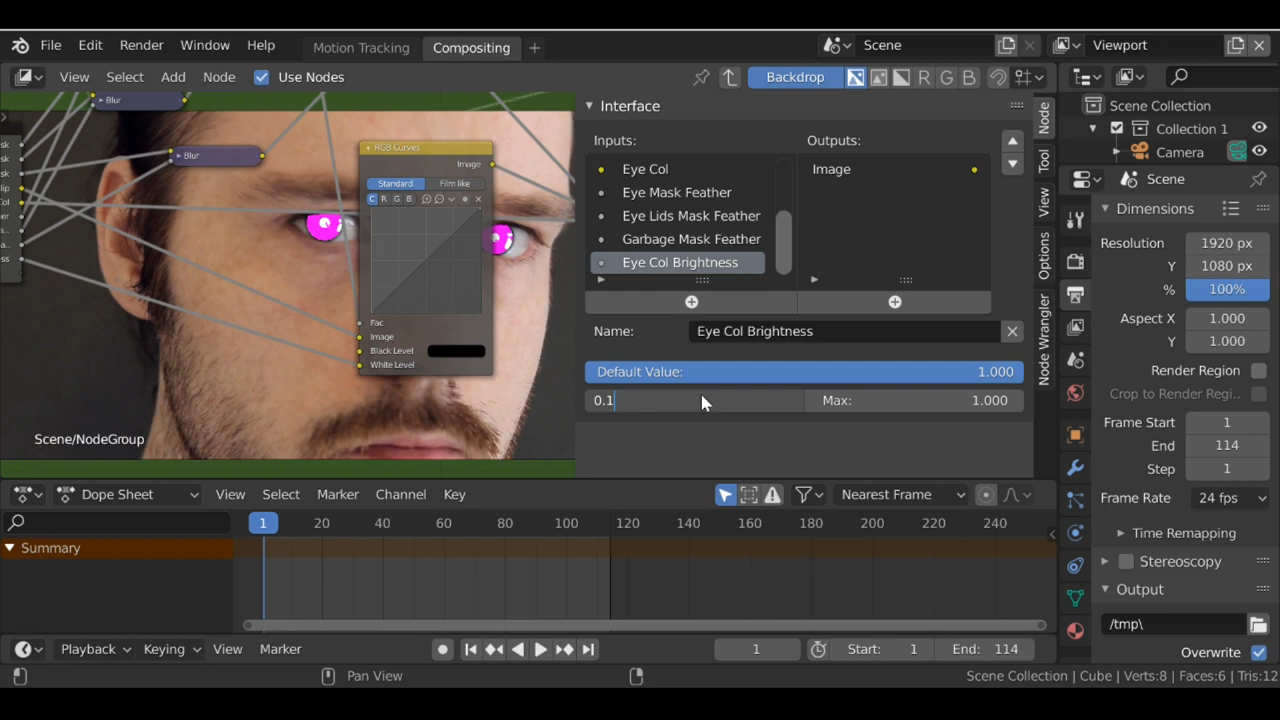 File Edit Render Window Help Motion Tracking Compositing Scene Viewport
View Select Add Node Use Nodes Backdrop R G B
Blur
Blur
RGB Curves
Image
Standard Film like
C R G B
Fac
Image
Black Level
White Level
sk
sk
sk
lip
Col
er
a..
a..
ss
Scene/NodeGroup
Interface
Inputs: Outputs:
Eye Col Image
Eye Mask Feather
Eye Lids Mask Feather
Garbage Mask Feather
Eye Col Brightness
Name: Eye Col Brightness
Default Value: 1.000
0.1 Max: 1.000
Node
Tool
View
Options
Node Wrangler
Scene Collection
Collection 1
Camera
Scene
Dimensions
Resolution 1920 px
Y 1080 px
% 100%
Aspect X 1.000
Y 1.000
Render Region
Crop to Render Regi..
Frame Start 1
End 114
Step 1
Frame Rate 24 fps
Time Remapping
Stereoscopy
Output
/tmp\
Overwrite
Dope Sheet View Select Marker Channel Key Nearest Frame
1 20 40 60 80 100 120 140 160 180 200 220 240
Summary
Playback Keying View Marker 1 Start: 1 End: 114
Pan View Scene Collection | Cube | Verts:8 | Faces:6 | Tris:12